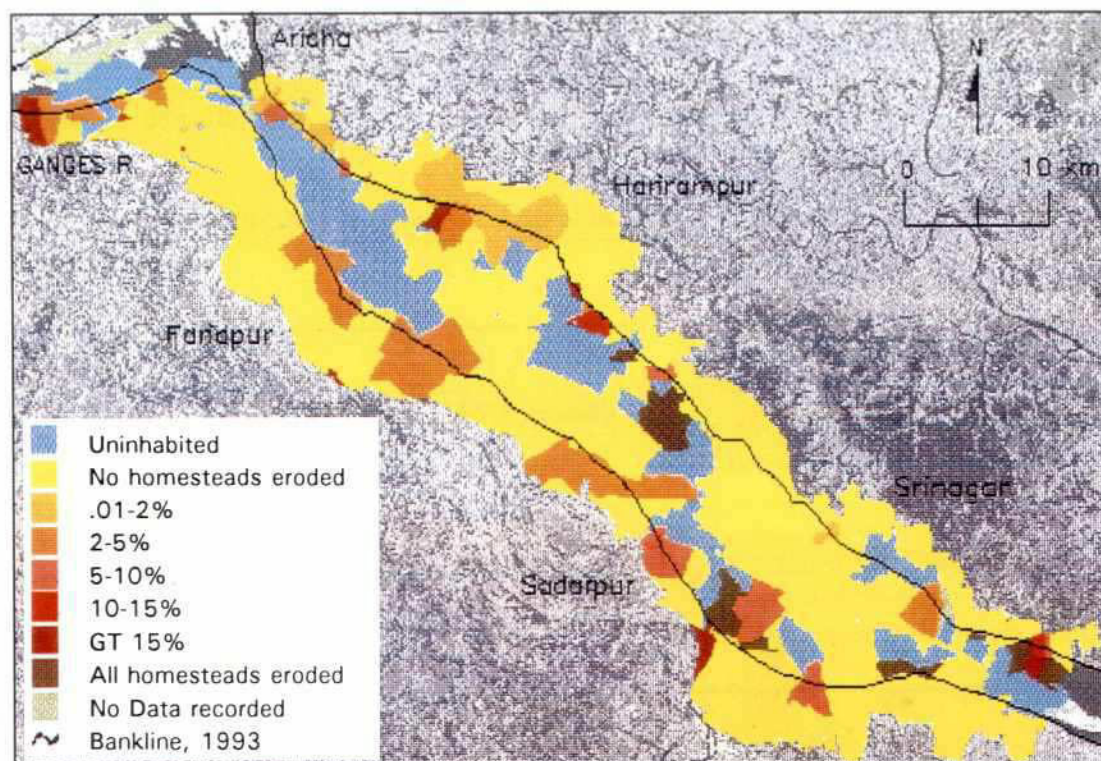 Aricha
N
GANGES R.
Harirampur
0 10 km
Faridpur
Srinagar
Sadarpur
Uninhabited
No homesteads eroded
.01-2%
2-5%
5-10%
10-15%
GT 15%
All homesteads eroded
No Data recorded
Bankline, 1993